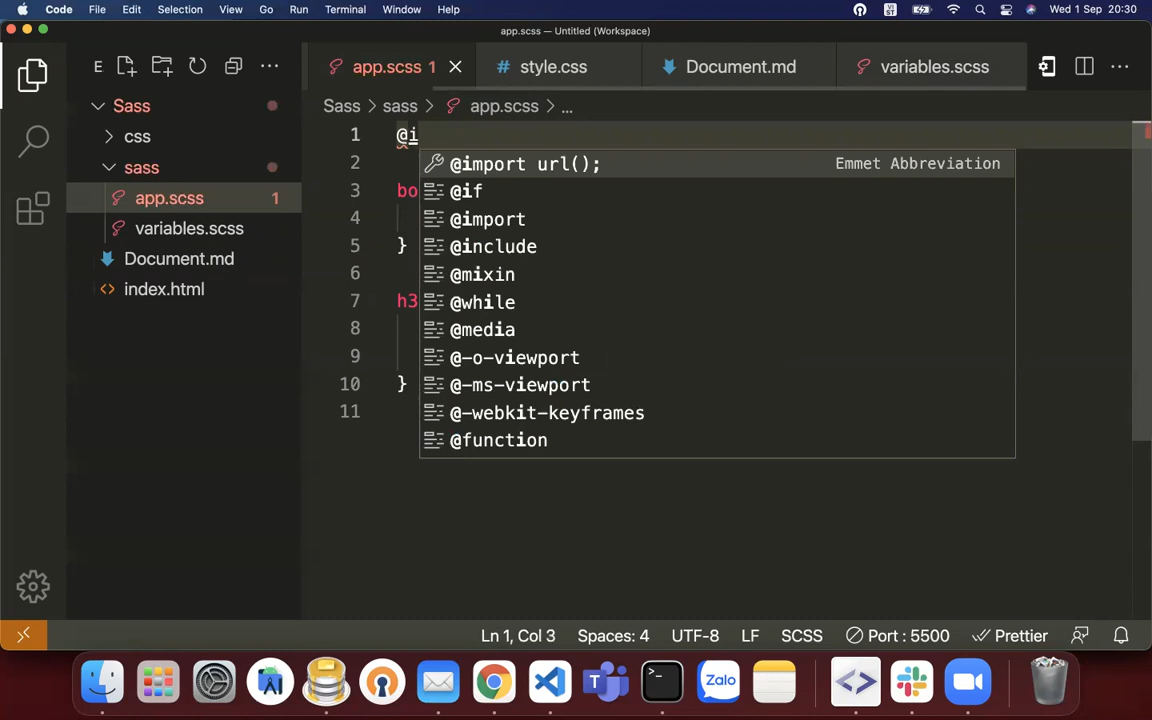 Code File Edit Selection View Go Run Terminal Window Help VI ST Wed 1 Sep 20:30
app.scss — Untitled (Workspace)
E app.scss 1 style.css Document.md variables.scss
Sass Sass > sass > app.scss > ...
css
sass
app.scss 1
variables.scss
Document.md
index.html
1 @i
2 @import url(); Emmet Abbreviation
3 bo @if
4 @import
5 } @include
6 @mixin
7 h3 @while
8 @media
9 @-o-viewport
10 } @-ms-viewport
11 @-webkit-keyframes
@function
Ln 1, Col 3 Spaces: 4 UTF-8 LF SCSS Port : 5500 Prettier
Zalo